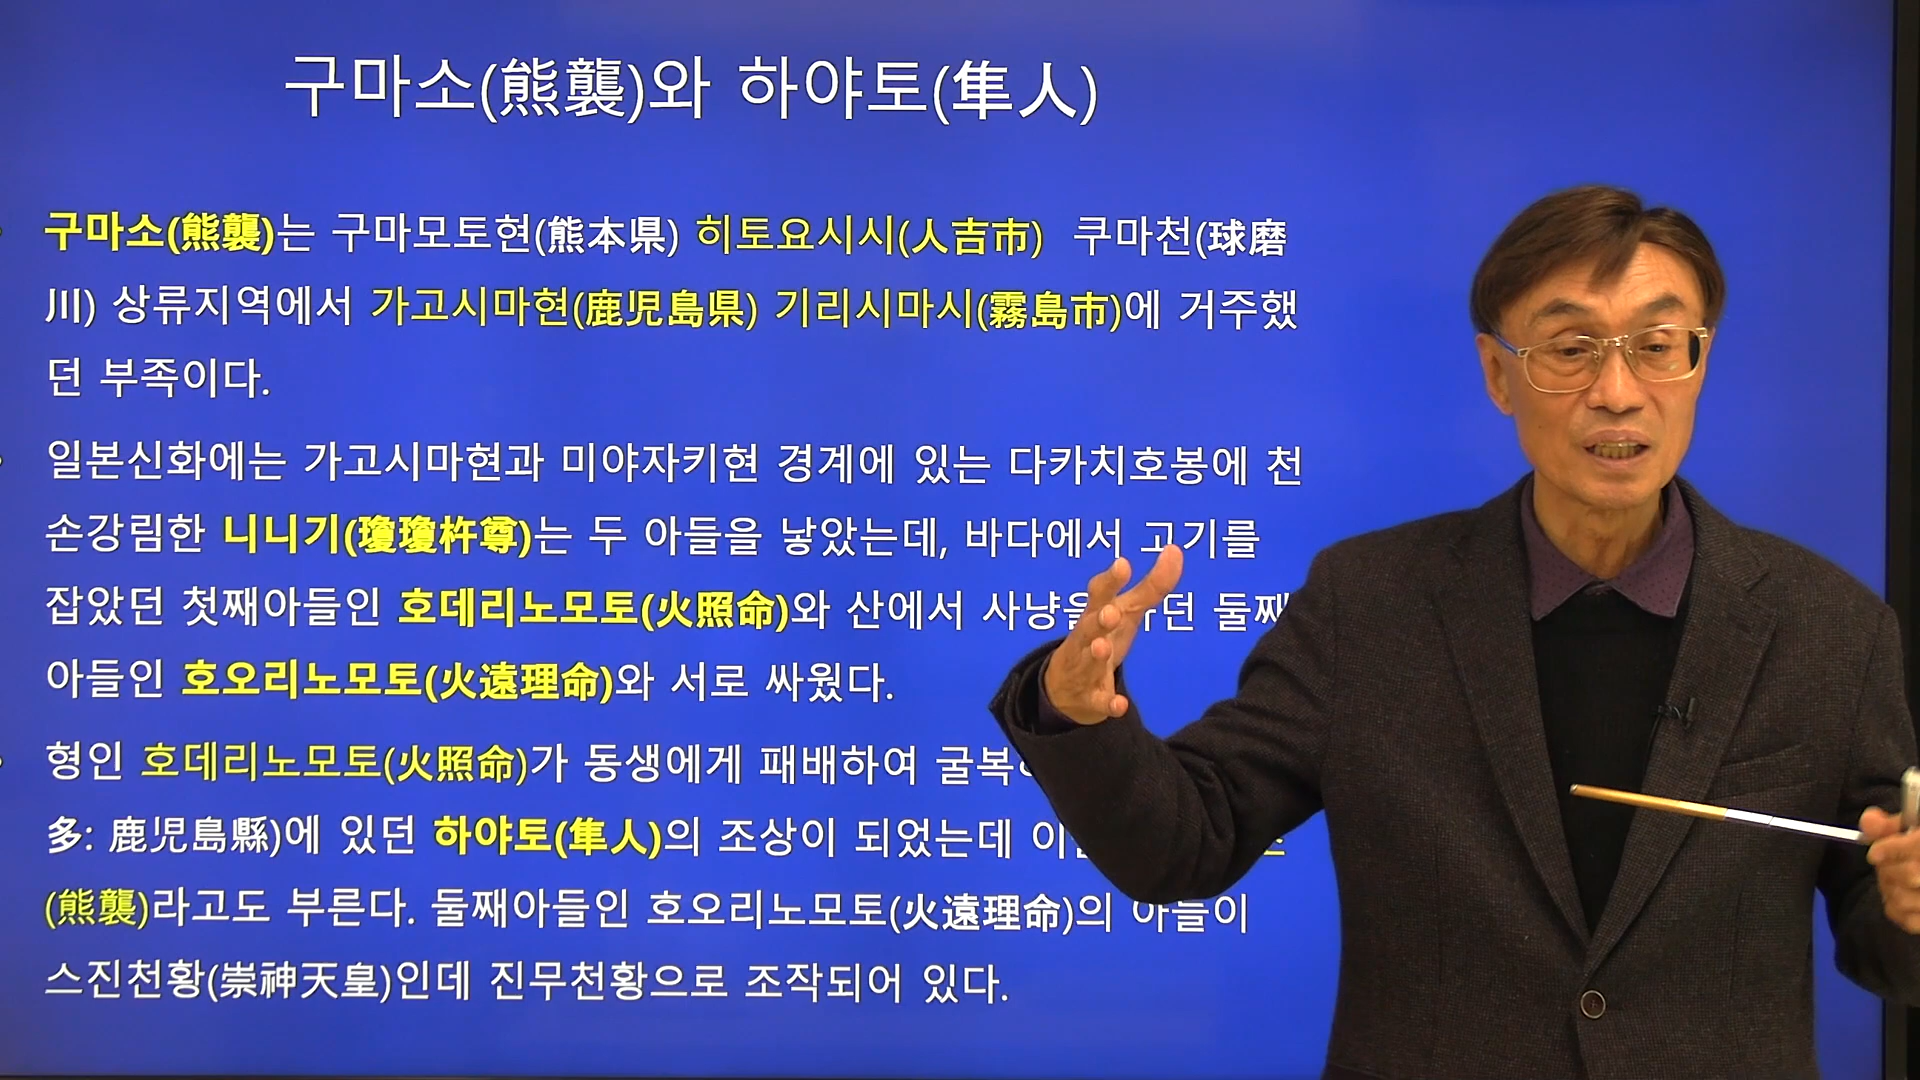 구마소(熊襲)와 하야토(隼人)
구마소(熊襲)는 구마모토현(熊本県) 히토요시시(人吉市) 쿠마천(球磨
川) 상류지역에서 가고시마현(鹿児島県) 기리시마시(霧島市)에 거주했
던 부족이다.
일본신화에는 가고시마현과 미야자키현 경계에 있는 다카치호봉에 천
손강림한 니니기(瓊瓊杵尊)는 두 아들을 낳았는데, 바다에서 고기를
잡았던 첫째아들인 호데리노모토(火照命)와 산에서 사냥을 던 둘째
아들인 호오리노모토(火遠理命)와 서로 싸웠다.
형인 호데리노모토(火照命)가 동생에게 패배하여 굴복
多: 鹿児島縣)에 있던 하야토(隼人)의 조상이 되었는데
(熊襲)라고도 부른다. 둘째아들인 호오리노모토(火遠理命)의 아들이
스진천황(崇神天皇)인데 진무천황으로 조작되어 있다.